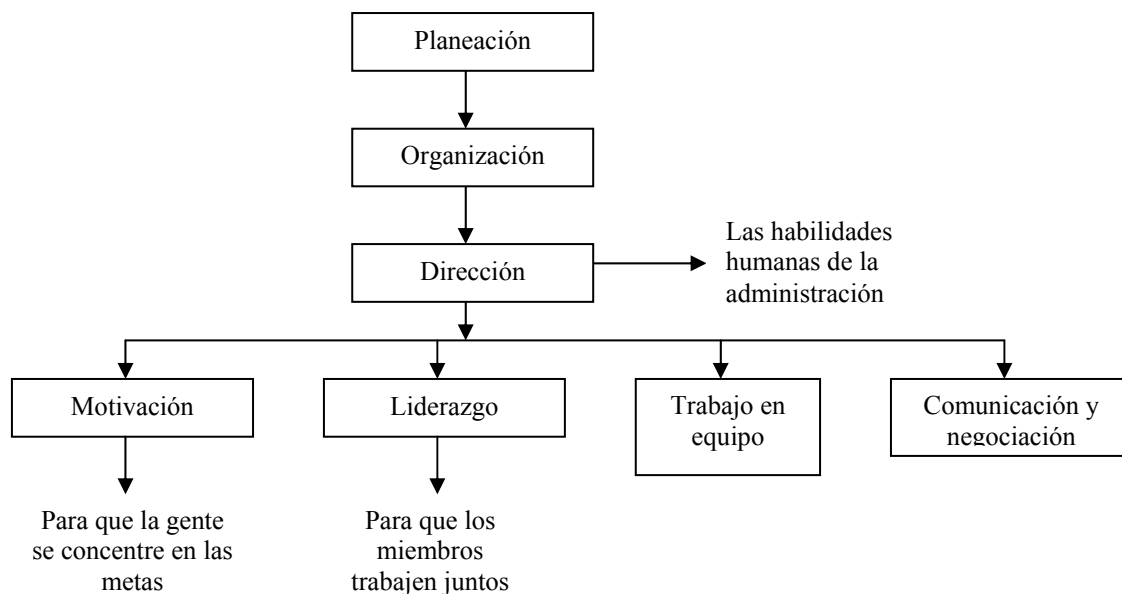 Planeación
Organización
Dirección
Las habilidades
humanas de la
administración
Motivación
Liderazgo
Trabajo en
equipo
Comunicación y
negociación
Para que la gente
se concentre en las
metas
Para que los
miembros
trabajen juntos